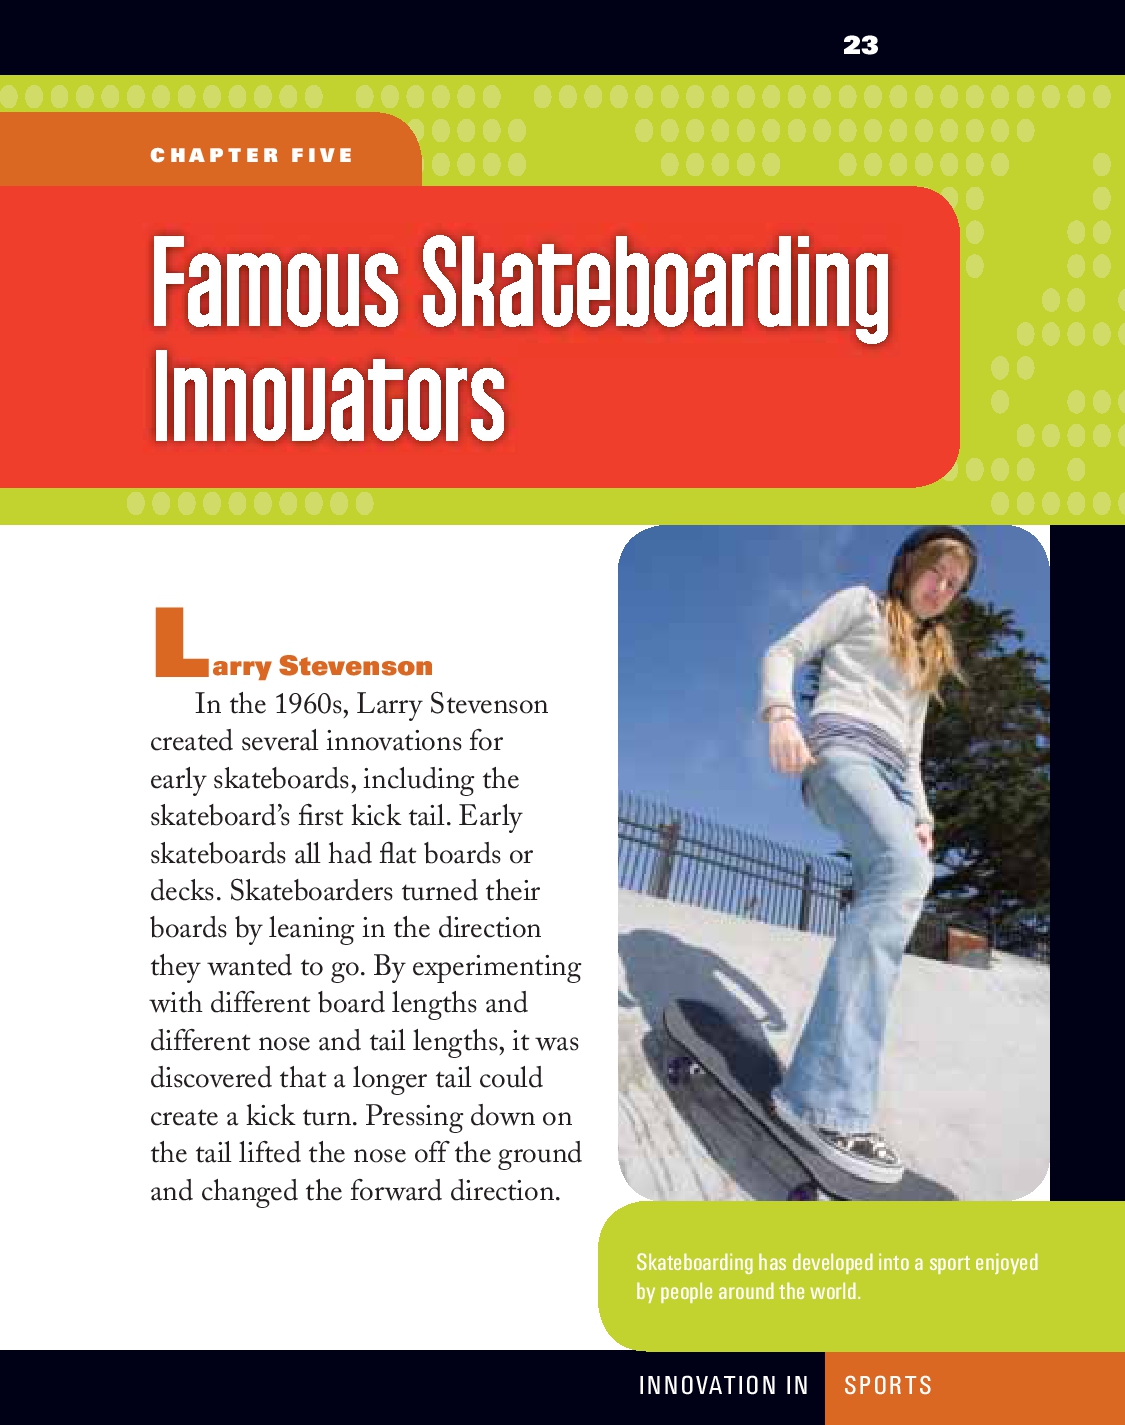 23
CHAPTER FIVE
Famous Skateboarding
Innovators
Larry Stevenson
In the 1960s, Larry Stevenson
created several innovations for
early skateboards, including the
skateboard’s first kick tail. Early
skateboards all had flat boards or
decks. Skateboarders turned their
boards by leaning in the direction
they wanted to go. By experimenting
with different board lengths and
different nose and tail lengths, it was
discovered that a longer tail could
create a kick turn. Pressing down on
the tail lifted the nose off the ground
and changed the forward direction.
Skateboarding has developed into a sport enjoyed
by people around the world.
INNOVATION IN SPORTS